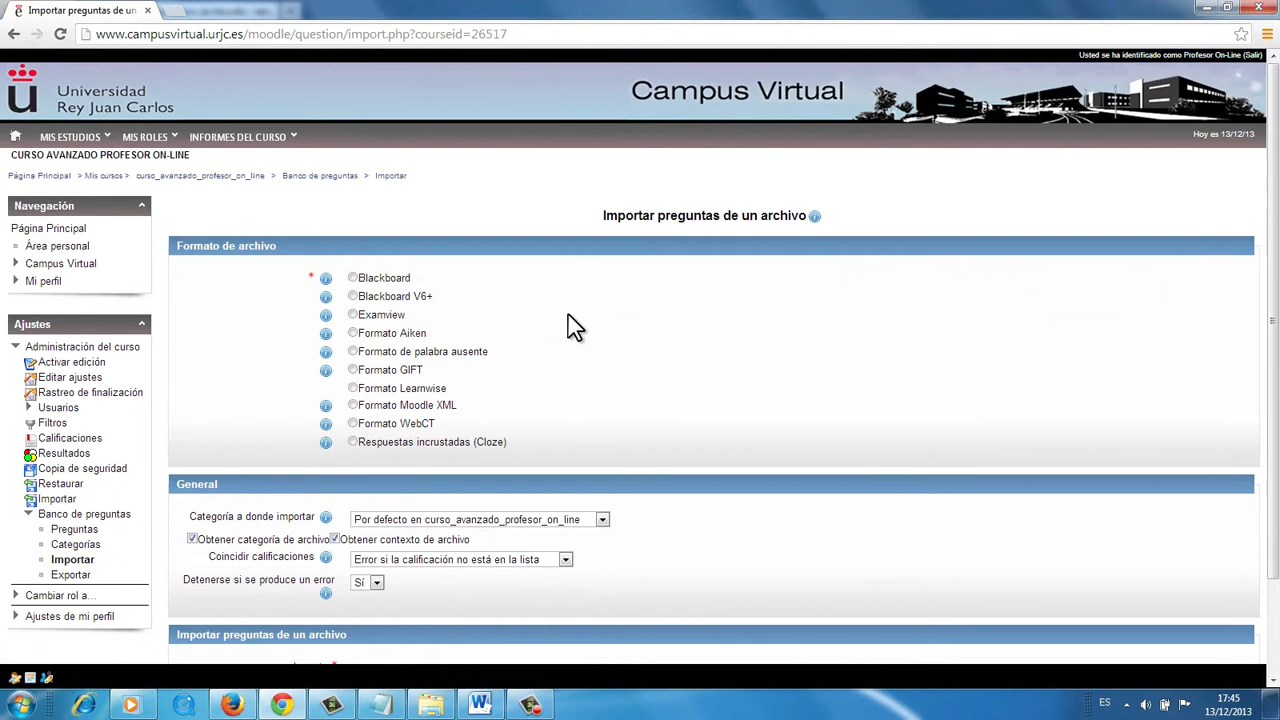 Importar preguntas de un
www.campusvirtual.urjc.es/moodle/question/import.php?courseid=26517
Usted se ha identificado como Profesor On-Line (Salir)
Universidad
Rey Juan Carlos
Campus Virtual
MIS ESTUDIOS
MIS ROLES
INFORMES DEL CURSO
Hoy es 13/12/13
CURSO AVANZADO PROFESOR ON-LINE
Página Principal > Mis cursos > curso_avanzado_profesor_on_line > Banco de preguntas > Importar
Navegación
Página Principal
Área personal
Campus Virtual
Mi perfil
Ajustes
Administración del curso
Activar edición
Editar ajustes
Rastreo de finalización
Usuarios
Filtros
Calificaciones
Resultados
Copia de seguridad
Restaurar
Importar
Banco de preguntas
Preguntas
Categorías
Importar
Exportar
Cambiar rol a...
Ajustes de mi perfil
Importar preguntas de un archivo
Formato de archivo
* Blackboard
Blackboard V6+
Examview
Formato Aiken
Formato de palabra ausente
Formato GIFT
Formato Learnwise
Formato Moodle XML
Formato WebCT
Respuestas incrustadas (Cloze)
General
Categoría a donde importar
Por defecto en curso_avanzado_profesor_on_line
Obtener categoría de archivo
Obtener contexto de archivo
Coincidir calificaciones
Error si la calificación no está en la lista
Detenerse si se produce un error
Sí
Importar preguntas de un archivo
ES
17:45
13/12/2013